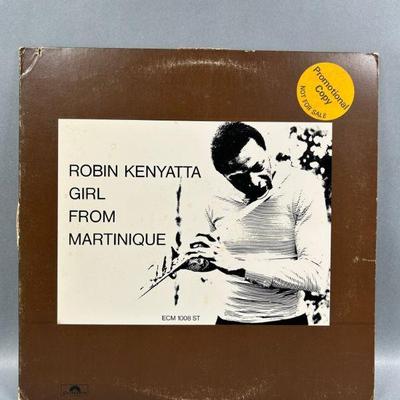 Promotional
Copy
NOT FOR SALE
ROBIN KENYATTA
GIRL
FROM
MARTINIQUE
ECM 1008 ST